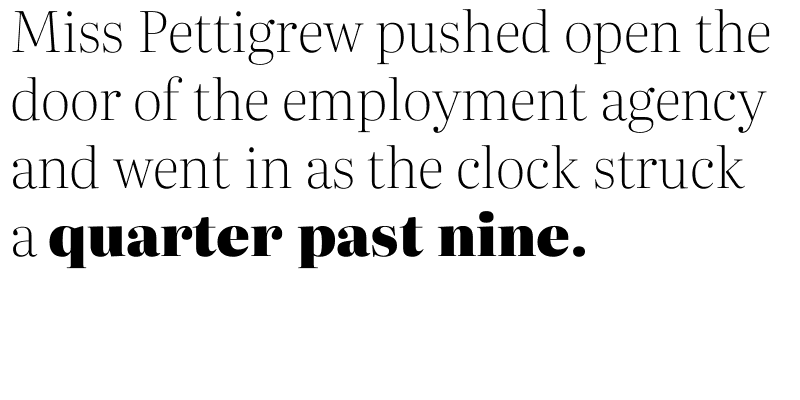 Miss Pettigrew pushed open the
door of the employment agency
and went in as the clock struck
a quarter past nine.